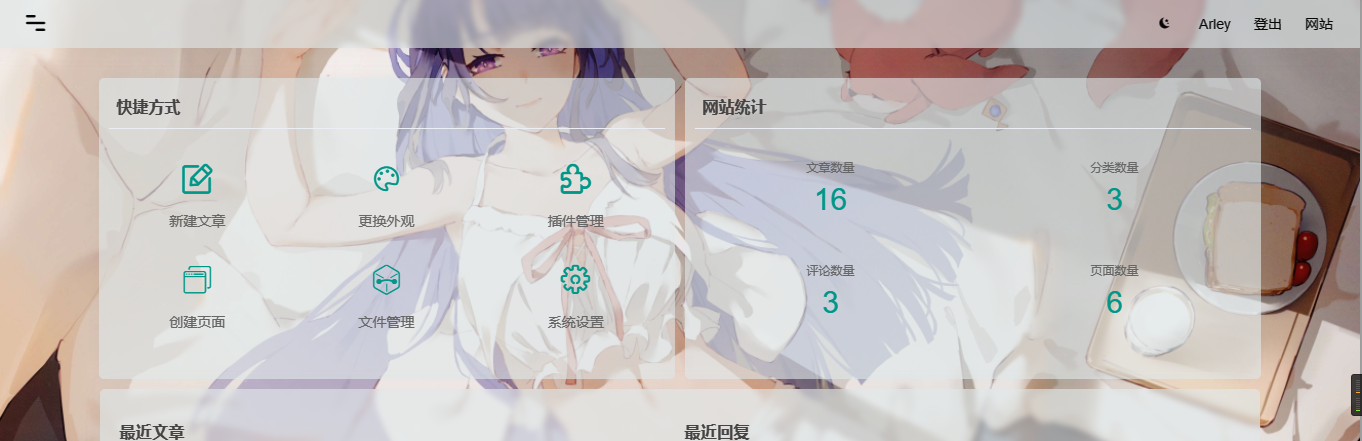 Arley 登出 网站
快捷方式
网站统计
新建文章 更换外观 插件管理
创建页面 文件管理 系统设置
文章数量 分类数量
16 3
评论数量 页面数量
3 6
最近文章
最近回复